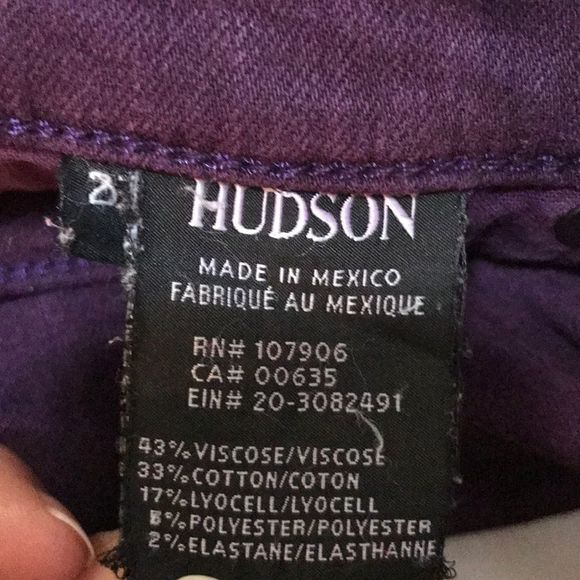 HUDSON
MADE IN MEXICO
FABRIQUÉ AU MEXIQUE
RN# 107906
CA# 00635
EIN# 20-3082491
43% VISCOSE/VISCOSE
33% COTTON/COTON
17% LYOCELL/LYOCELL
5% POLYESTER/POLYESTER
2% ELASTANE/ELASTHANNE